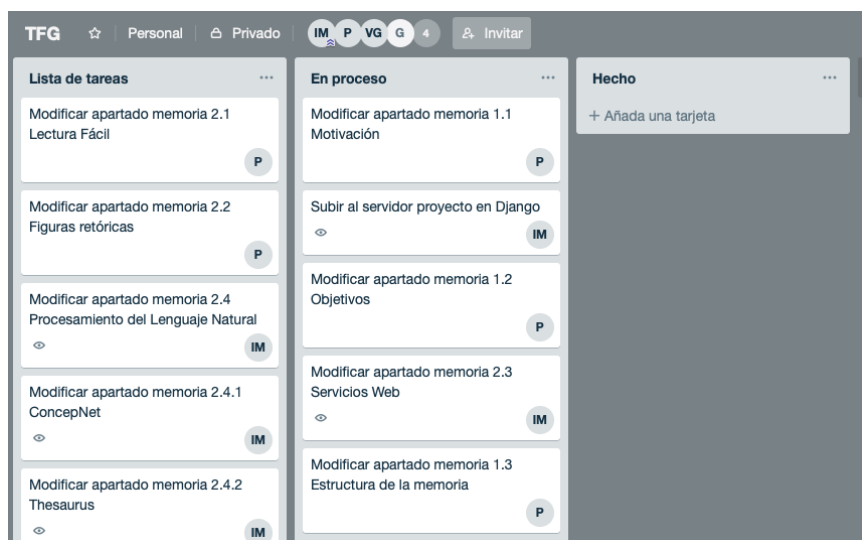 TFG Personal Privado IM P VG G 4 Invitar
Lista de tareas
Modificar apartado memoria 2.1
Lectura Fácil
P
Modificar apartado memoria 2.2
Figuras retóricas
P
Modificar apartado memoria 2.4
Procesamiento del Lenguaje Natural
IM
Modificar apartado memoria 2.4.1
ConcepNet
IM
Modificar apartado memoria 2.4.2
Thesaurus
IM
En proceso
Modificar apartado memoria 1.1
Motivación
P
Subir al servidor proyecto en Django
IM
Modificar apartado memoria 1.2
Objetivos
P
Modificar apartado memoria 2.3
Servicios Web
IM
Modificar apartado memoria 1.3
Estructura de la memoria
P
Hecho
+ Añada una tarjeta